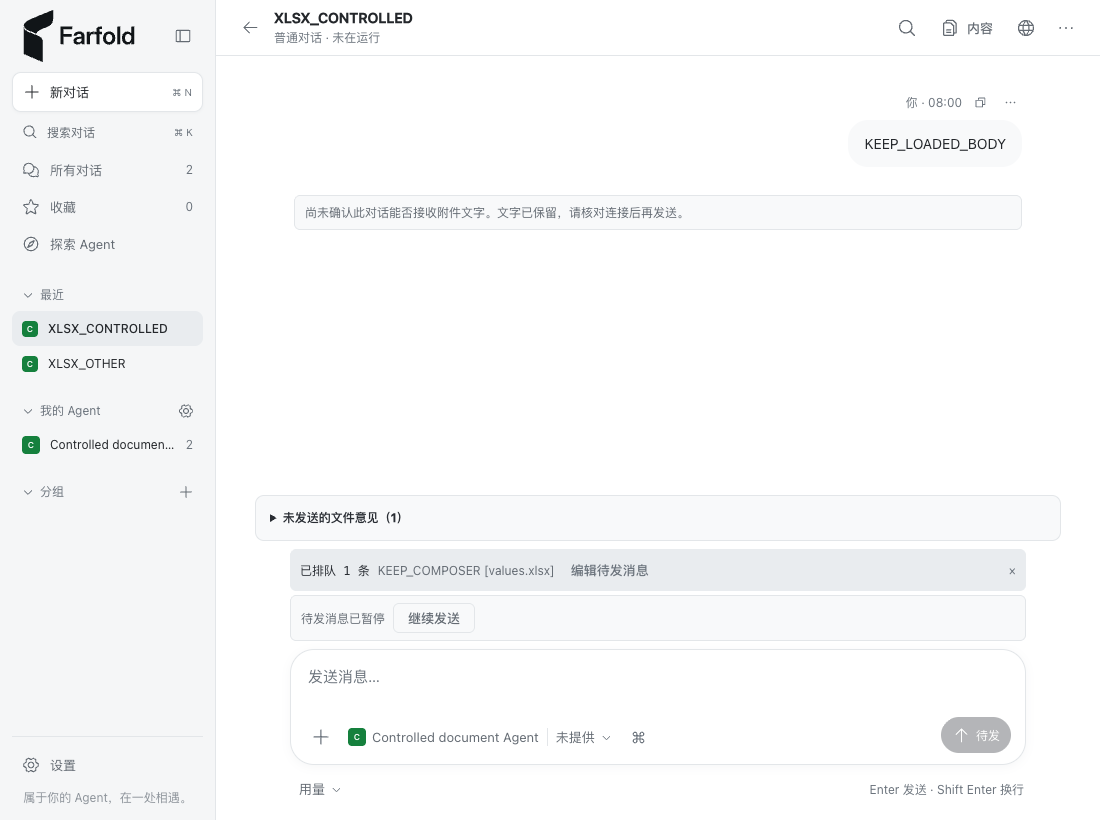 Farfold
新对话 ⌘ N
搜索对话 ⌘ K
所有对话 2
收藏 0
探索 Agent
最近
C XLSX_CONTROLLED
C XLSX_OTHER
我的 Agent
C Controlled documen... 2
分组
设置
属于你的 Agent，在一处相遇。
XLSX_CONTROLLED
普通对话 · 未在运行
内容
你 · 08:00
KEEP_LOADED_BODY
尚未确认此对话能否接收附件文字。文字已保留，请核对连接后再发送。
未发送的文件意见（1）
已排队 1 条 KEEP_COMPOSER [values.xlsx] 编辑待发消息 ×
待发消息已暂停 继续发送
发送消息...
C Controlled document Agent 未提供 ⌘ 待发
用量 Enter 发送 · Shift Enter 换行